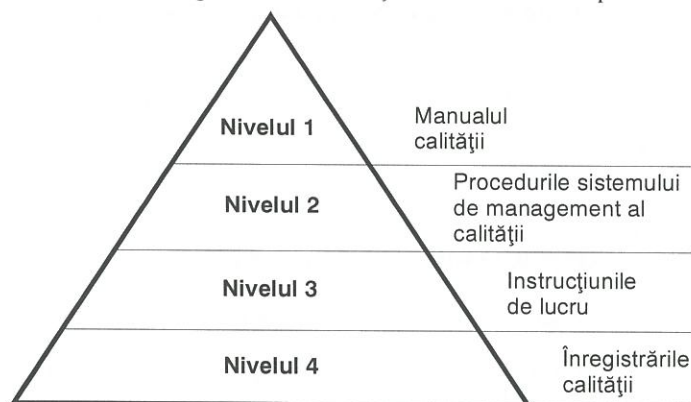 Nivelul 1
Manualul
calităţii
Nivelul 2
Procedurile sistemului
de management al
calităţii
Nivelul 3
Instrucţiunile
de lucru
Nivelul 4
Înregistrările
calităţii